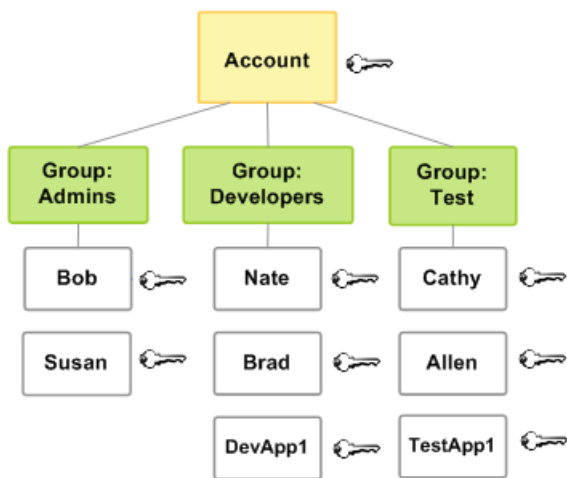 Account
Group:
Admins
Group:
Developers
Group:
Test
Bob
Nate
Cathy
Susan
Brad
Allen
DevApp1
TestApp1